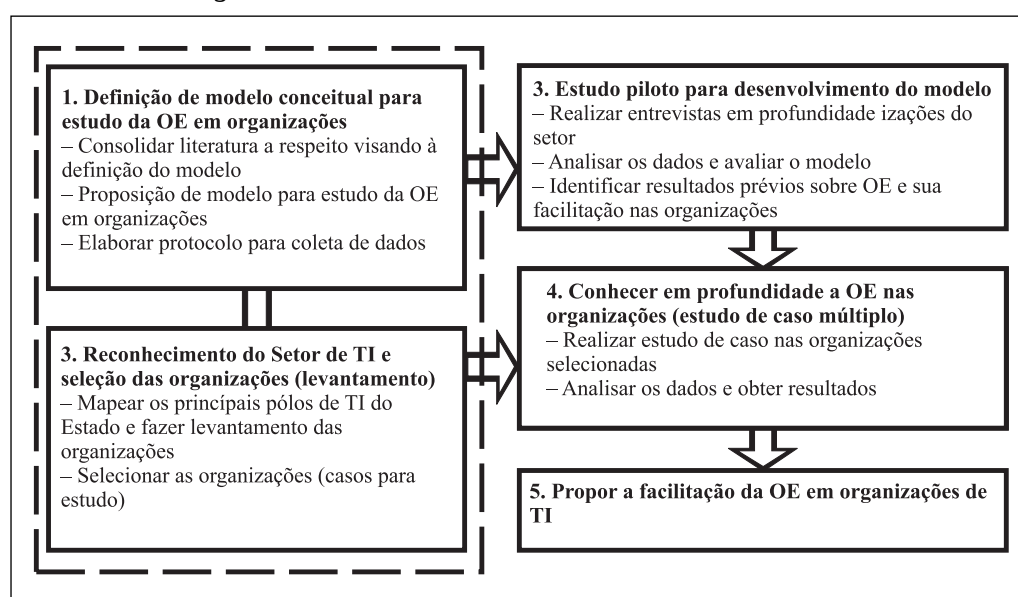 1. Definição de modelo conceitual para
estudo da OE em organizações
– Consolidar literatura a respeito visando à
definição do modelo
– Proposição de modelo para estudo da OE
em organizações
– Elaborar protocolo para coleta de dados
3. Reconhecimento do Setor de TI e
seleção das organizações (levantamento)
– Mapear os princípais pólos de TI do
Estado e fazer levantamento das
organizações
– Selecionar as organizações (casos para
estudo)
3. Estudo piloto para desenvolvimento do modelo
– Realizar entrevistas em profundidade izações do
setor
– Analisar os dados e avaliar o modelo
– Identificar resultados prévios sobre OE e sua
facilitação nas organizações
4. Conhecer em profundidade a OE nas
organizações (estudo de caso múltiplo)
– Realizar estudo de caso nas organizações
selecionadas
– Analisar os dados e obter resultados
5. Propor a facilitação da OE em organizações de
TI